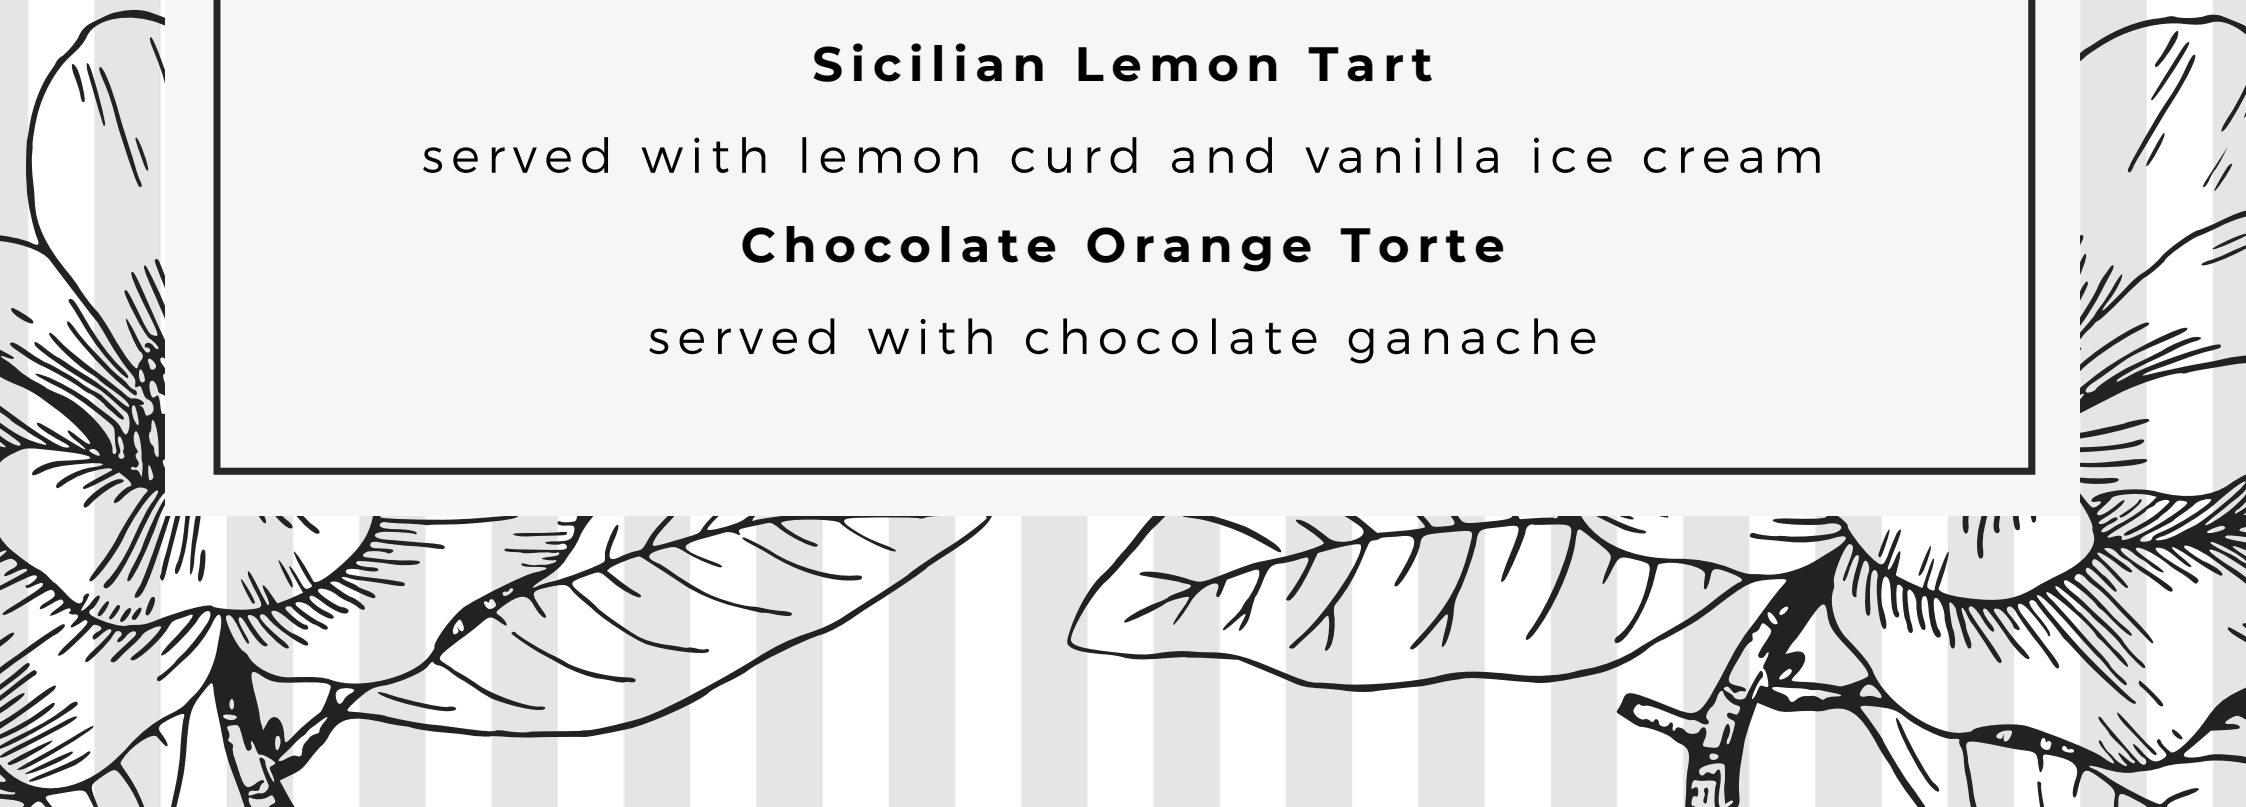 Sicilian Lemon Tart
served with lemon curd and vanilla ice cream
Chocolate Orange Torte
served with chocolate ganache